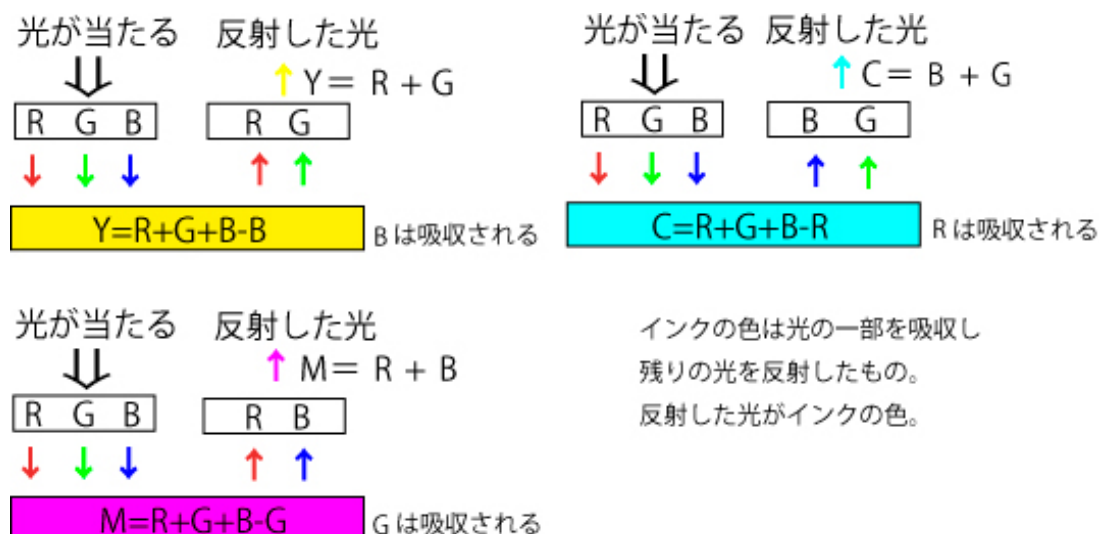 光が当たる 反射した光
Y= R + G
R G B
R G
Y=R+G+B-B
Bは吸収される
光が当たる 反射した光
C= B + G
R G B
B G
C=R+G+B-R
Rは吸収される
光が当たる 反射した光
M= R + B
R G B
R B
M=R+G+B-G
Gは吸収される
インクの色は光の一部を吸収し
残りの光を反射したもの。
反射した光がインクの色。